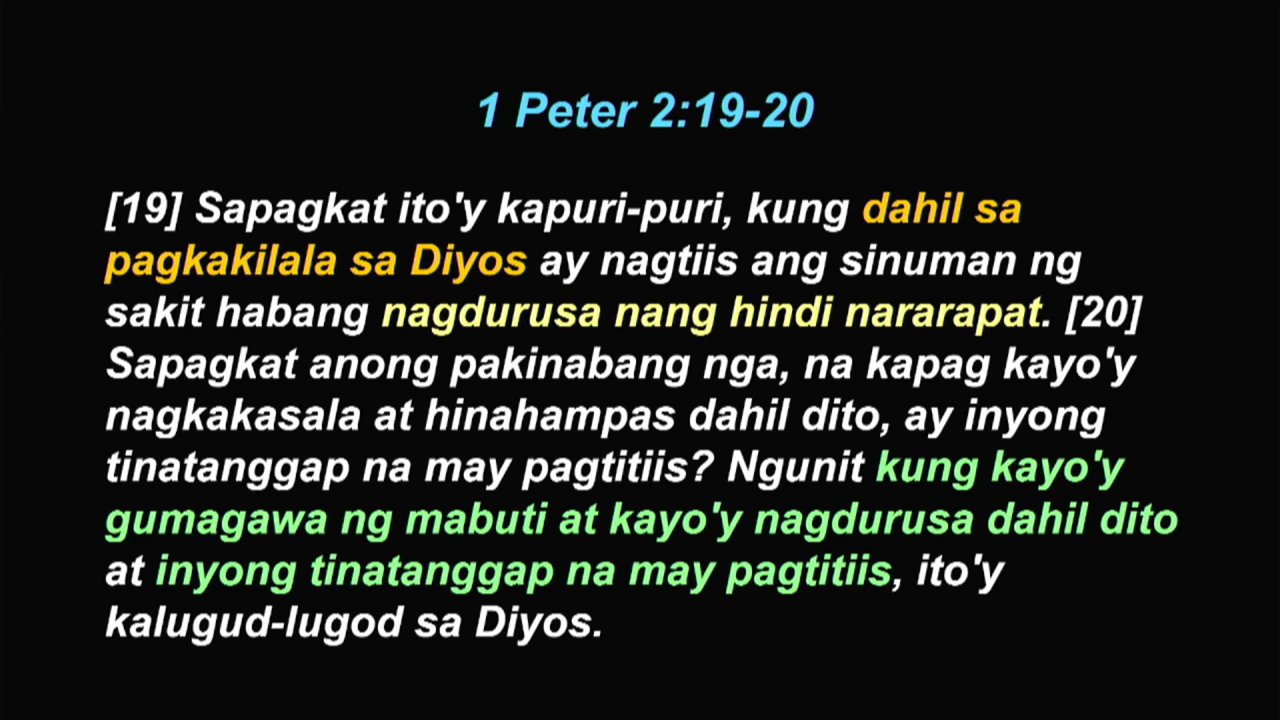 1 Peter 2:19-20
[19] Sapagkat ito'y kapuri-puri, kung dahil sa
pagkakilala sa Diyos ay nagtiis ang sinuman ng
sakit habang nagdurusa nang hindi nararapat. [20]
Sapagkat anong pakinabang nga, na kapag kayo'y
nagkakasala at hinahampas dahil dito, ay inyong
tinatanggap na may pagtitiis? Ngunit kung kayo'y
gumagawa ng mabuti at kayo'y nagdurusa dahil dito
at inyong tinatanggap na may pagtitiis, ito'y
kalugud-lugod sa Diyos.